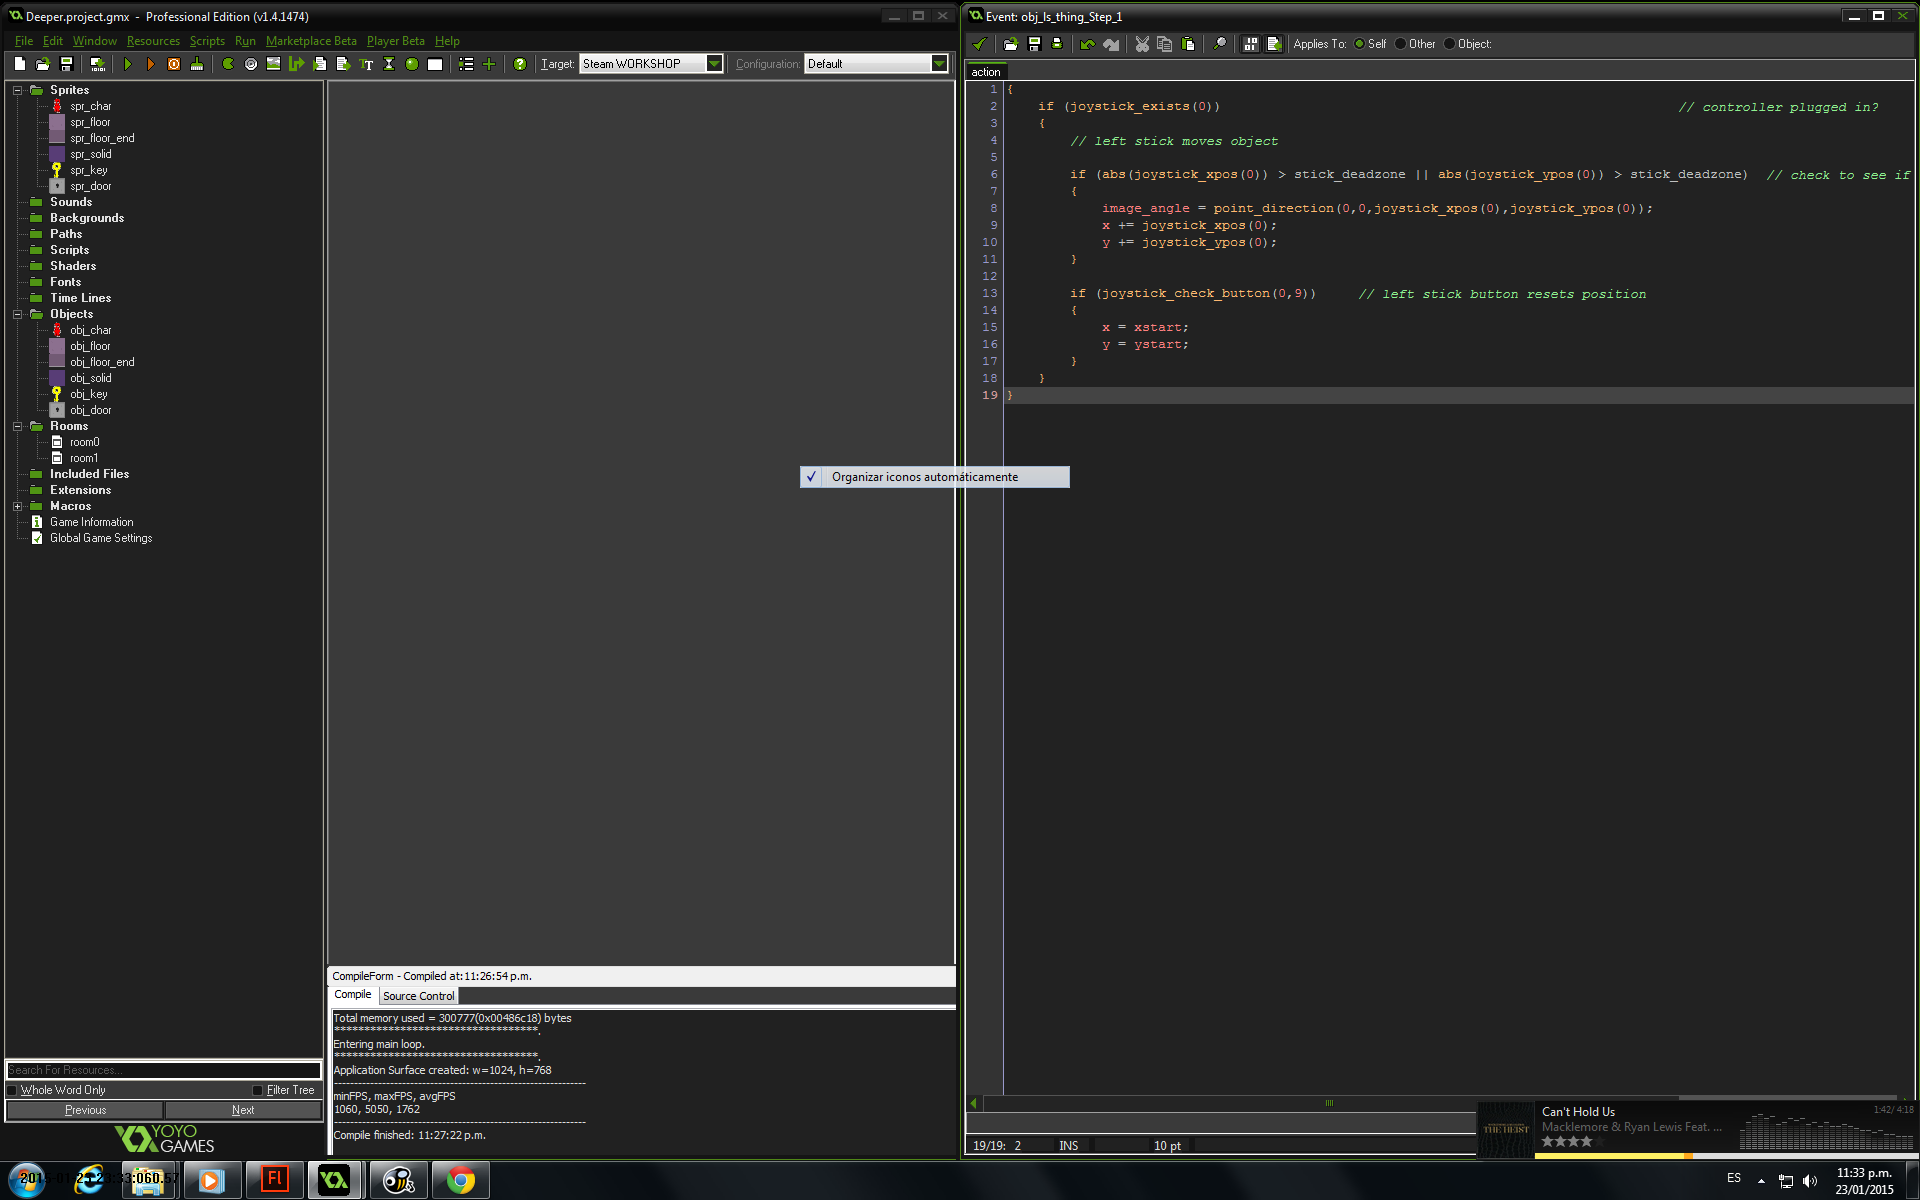 Deeper.project.gmx - Professional Edition (v1.4.1474)
File Edit Window Resources Scripts Run Marketplace Beta Player Beta Help
Target: Steam WORKSHOP Configuration: Default
Sprites
spr_char
spr_floor
spr_floor_end
spr_solid
spr_key
spr_door
Sounds
Backgrounds
Paths
Scripts
Shaders
Fonts
Time Lines
Objects
obj_char
obj_floor
obj_floor_end
obj_solid
obj_key
obj_door
Rooms
room0
room1
Included Files
Extensions
Macros
Game Information
Global Game Settings
Search For Resources...
Whole Word Only Filter Tree
Previous Next
YOYO
GAMES
CompileForm - Compiled at: 11:26:54 p.m.
Compile Source Control
Total memory used = 300777(0x00486c18) bytes
**********************************.
Entering main loop.
**********************************.
Application Surface created: w=1024, h=768
---------------------------------------------------------------
minFPS, maxFPS, avgFPS
1060, 5050, 1762
---------------------------------------------------------------
Compile finished: 11:27:22 p.m.
Organizar iconos automáticamente
Event: obj_ls_thing_Step_1
Applies To: Self Other Object:
action
1 {
2 if (joystick_exists(0)) // controller plugged in?
3 {
4 // left stick moves object
5
6 if (abs(joystick_xpos(0)) > stick_deadzone || abs(joystick_ypos(0)) > stick_deadzone) // check to see if
7 {
8 image_angle = point_direction(0,0,joystick_xpos(0),joystick_ypos(0));
9 x += joystick_xpos(0);
10 y += joystick_ypos(0);
11 }
12
13 if (joystick_check_button(0,9)) // left stick button resets position
14 {
15 x = xstart;
16 y = ystart;
17 }
18 }
19 }
19/19: 2 INS 10 pt
THE HEIST
Can't Hold Us 1:42/ 4:18
Macklemore & Ryan Lewis Feat. ...
Fl
ES
11:33 p.m.
23/01/2015